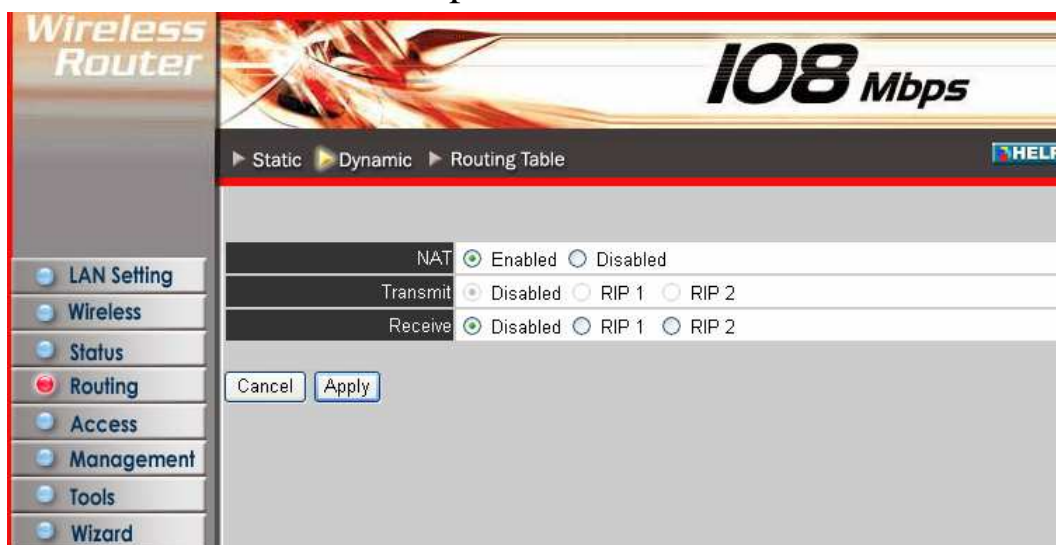 Wireless
Router
108 Mbps
Static Dynamic Routing Table
HELP
NAT Enabled Disabled
Transmit Disabled RIP 1 RIP 2
Receive Disabled RIP 1 RIP 2
Cancel Apply
LAN Setting
Wireless
Status
Routing
Access
Management
Tools
Wizard